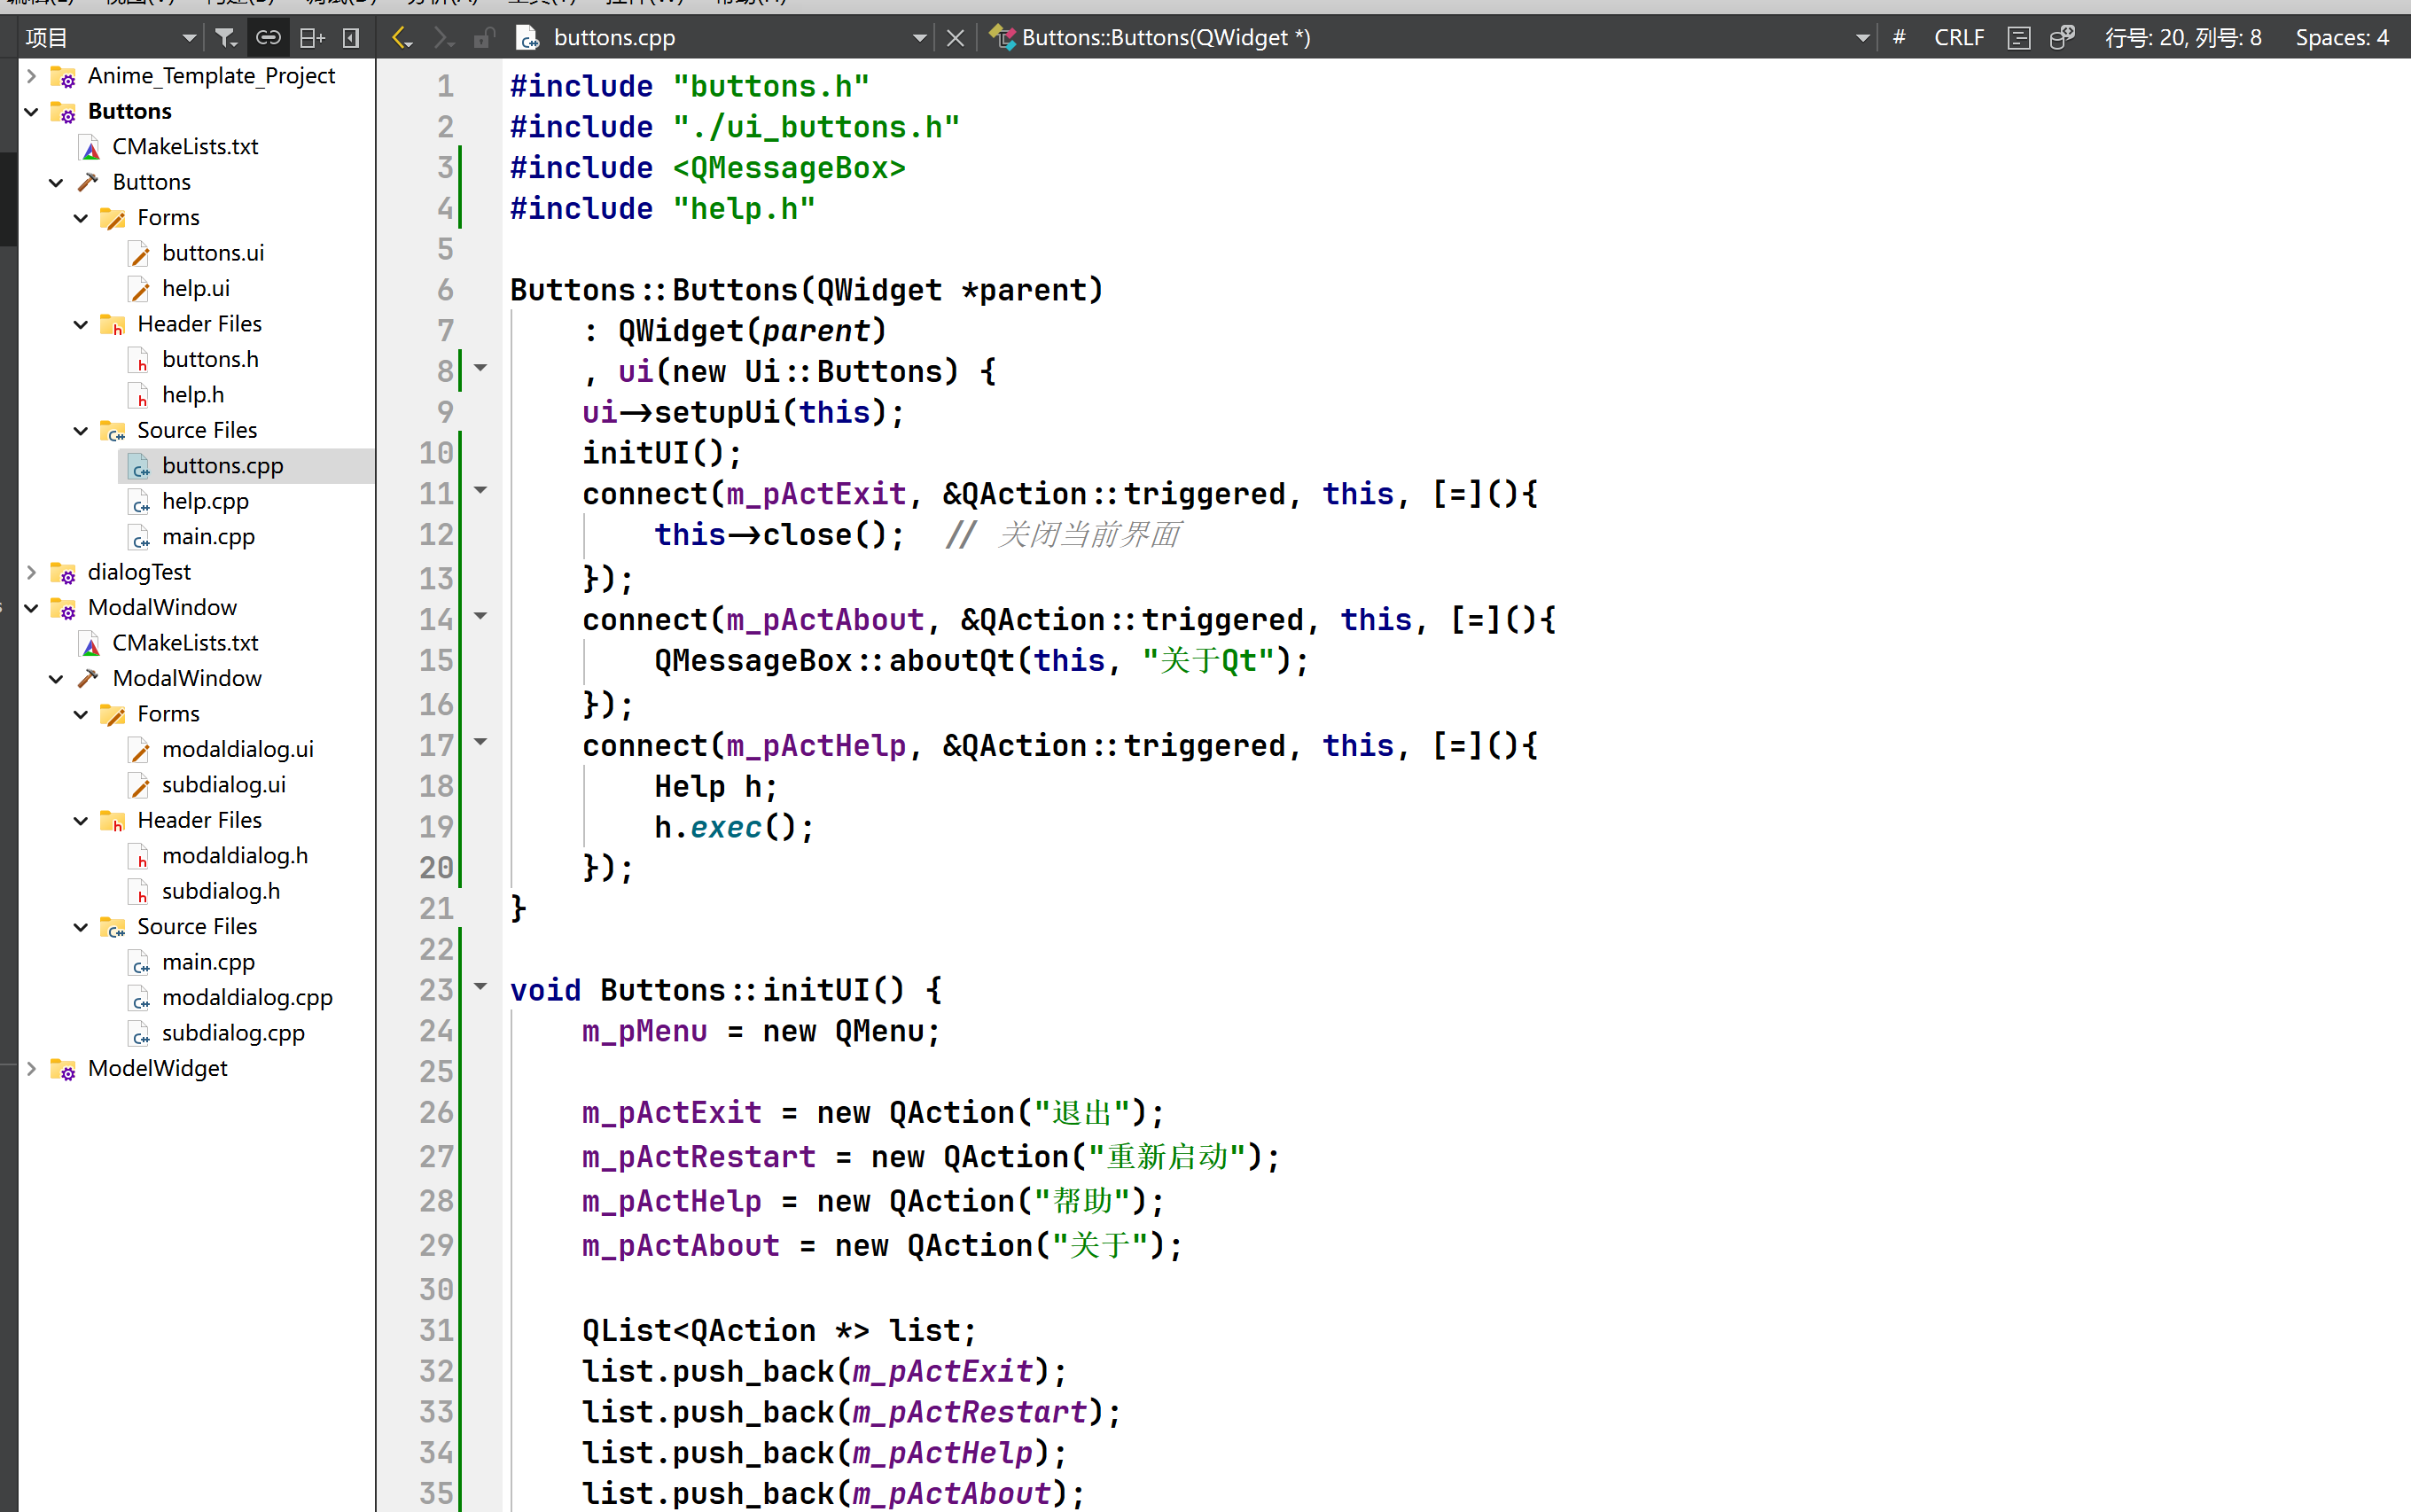 项目
buttons.cpp
Buttons::Buttons(QWidget *)
# CRLF 行号: 20, 列号: 8 Spaces: 4
Anime_Template_Project
Buttons
CMakeLists.txt
Buttons
Forms
buttons.ui
help.ui
Header Files
buttons.h
help.h
Source Files
buttons.cpp
help.cpp
main.cpp
dialogTest
ModalWindow
CMakeLists.txt
ModalWindow
Forms
modaldialog.ui
subdialog.ui
Header Files
modaldialog.h
subdialog.h
Source Files
main.cpp
modaldialog.cpp
subdialog.cpp
ModelWidget
1 #include "buttons.h"
2 #include "./ui_buttons.h"
3 #include <QMessageBox>
4 #include "help.h"
5
6 Buttons::Buttons(QWidget *parent)
7     : QWidget(parent)
8     , ui(new Ui::Buttons) {
9     ui->setupUi(this);
10     initUI();
11     connect(m_pActExit, &QAction::triggered, this, [=](){
12         this->close();  // 关闭当前界面
13     });
14     connect(m_pActAbout, &QAction::triggered, this, [=](){
15         QMessageBox::aboutQt(this, "关于Qt");
16     });
17     connect(m_pActHelp, &QAction::triggered, this, [=](){
18         Help h;
19         h.exec();
20     });
21 }
22
23 void Buttons::initUI() {
24     m_pMenu = new QMenu;
25
26     m_pActExit = new QAction("退出");
27     m_pActRestart = new QAction("重新启动");
28     m_pActHelp = new QAction("帮助");
29     m_pActAbout = new QAction("关于");
30
31     QList<QAction *> list;
32     list.push_back(m_pActExit);
33     list.push_back(m_pActRestart);
34     list.push_back(m_pActHelp);
35     list.push_back(m_pActAbout);